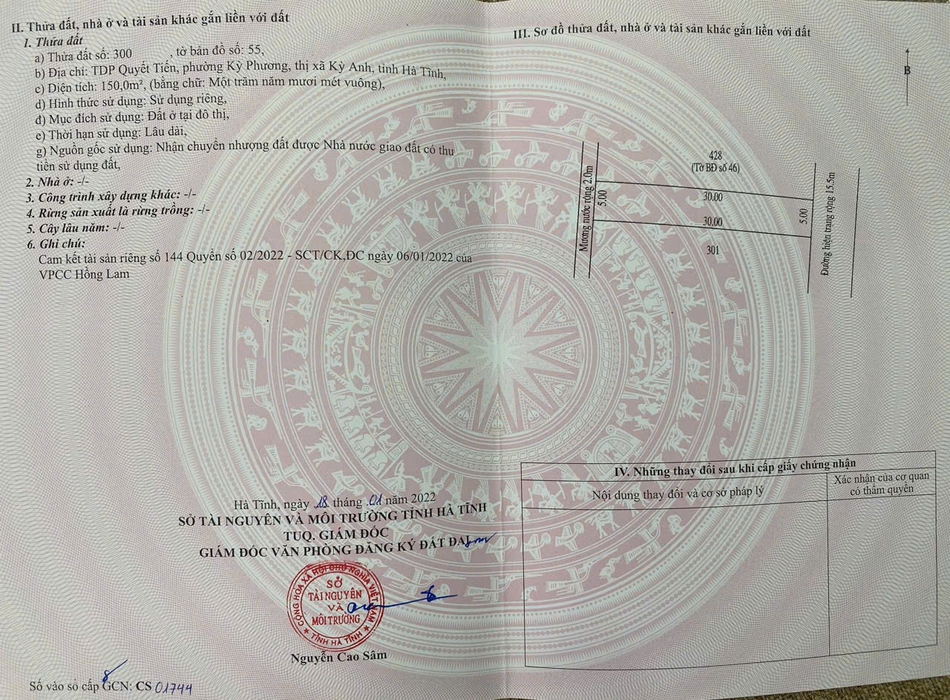 II. Thửa đất, nhà ở và tài sản khác gắn liền với đất
1. Thửa đất
a) Thửa đất số: 300 , tờ bản đồ số: 55,
b) Địa chỉ: TDP Quyết Tiến, phường Kỳ Phương, thị xã Kỳ Anh, tỉnh Hà Tĩnh,
c) Diện tích: 150,0m², (bằng chữ: Một trăm năm mươi mét vuông),
d) Hình thức sử dụng: Sử dụng riêng,
đ) Mục đích sử dụng: Đất ở tại đô thị,
e) Thời hạn sử dụng: Lâu dài,
g) Nguồn gốc sử dụng: Nhận chuyển nhượng đất được Nhà nước giao đất có thu
tiền sử dụng đất,
2. Nhà ở: -/-
3. Công trình xây dựng khác: -/-
4. Rừng sản xuất là rừng trồng: -/-
5. Cây lâu năm: -/-
6. Ghi chú:
Cam kết tài sản riêng số 144 Quyển số 02/2022 - SCT/CK,ĐC ngày 06/01/2022 của
VPCC Hồng Lam
Hà Tĩnh, ngày 18 tháng .01 năm 2022
SỞ TÀI NGUYÊN VÀ MÔI TRƯỜNG TỈNH HÀ TĨNH
TUQ. GIÁM ĐỐC
GIÁM ĐỐC VĂN PHÒNG ĐĂNG KÝ ĐẤT ĐAI
CỘNG HÒA XÃ HỘI CHỦ NGHĨA VIỆT NAM
SỞ
TÀI NGUYÊN
VÀ
MÔI TRƯỜNG
★ TỈNH HÀ TĨNH ★
Nguyễn Cao Sâm
Số vào sổ cấp GCN: CS 01744
III. Sơ đồ thửa đất, nhà ở và tài sản khác gắn liền với đất
B
428
(Tờ BĐ số 46)
Mương nước rộng 2.0m
5.00
30.00
30.00
5.00
301
Đường hiện trạng rộng 15.5m
IV. Những thay đổi sau khi cấp giấy chứng nhận
Nội dung thay đổi và cơ sở pháp lý
Xác nhận của cơ quan
có thẩm quyền